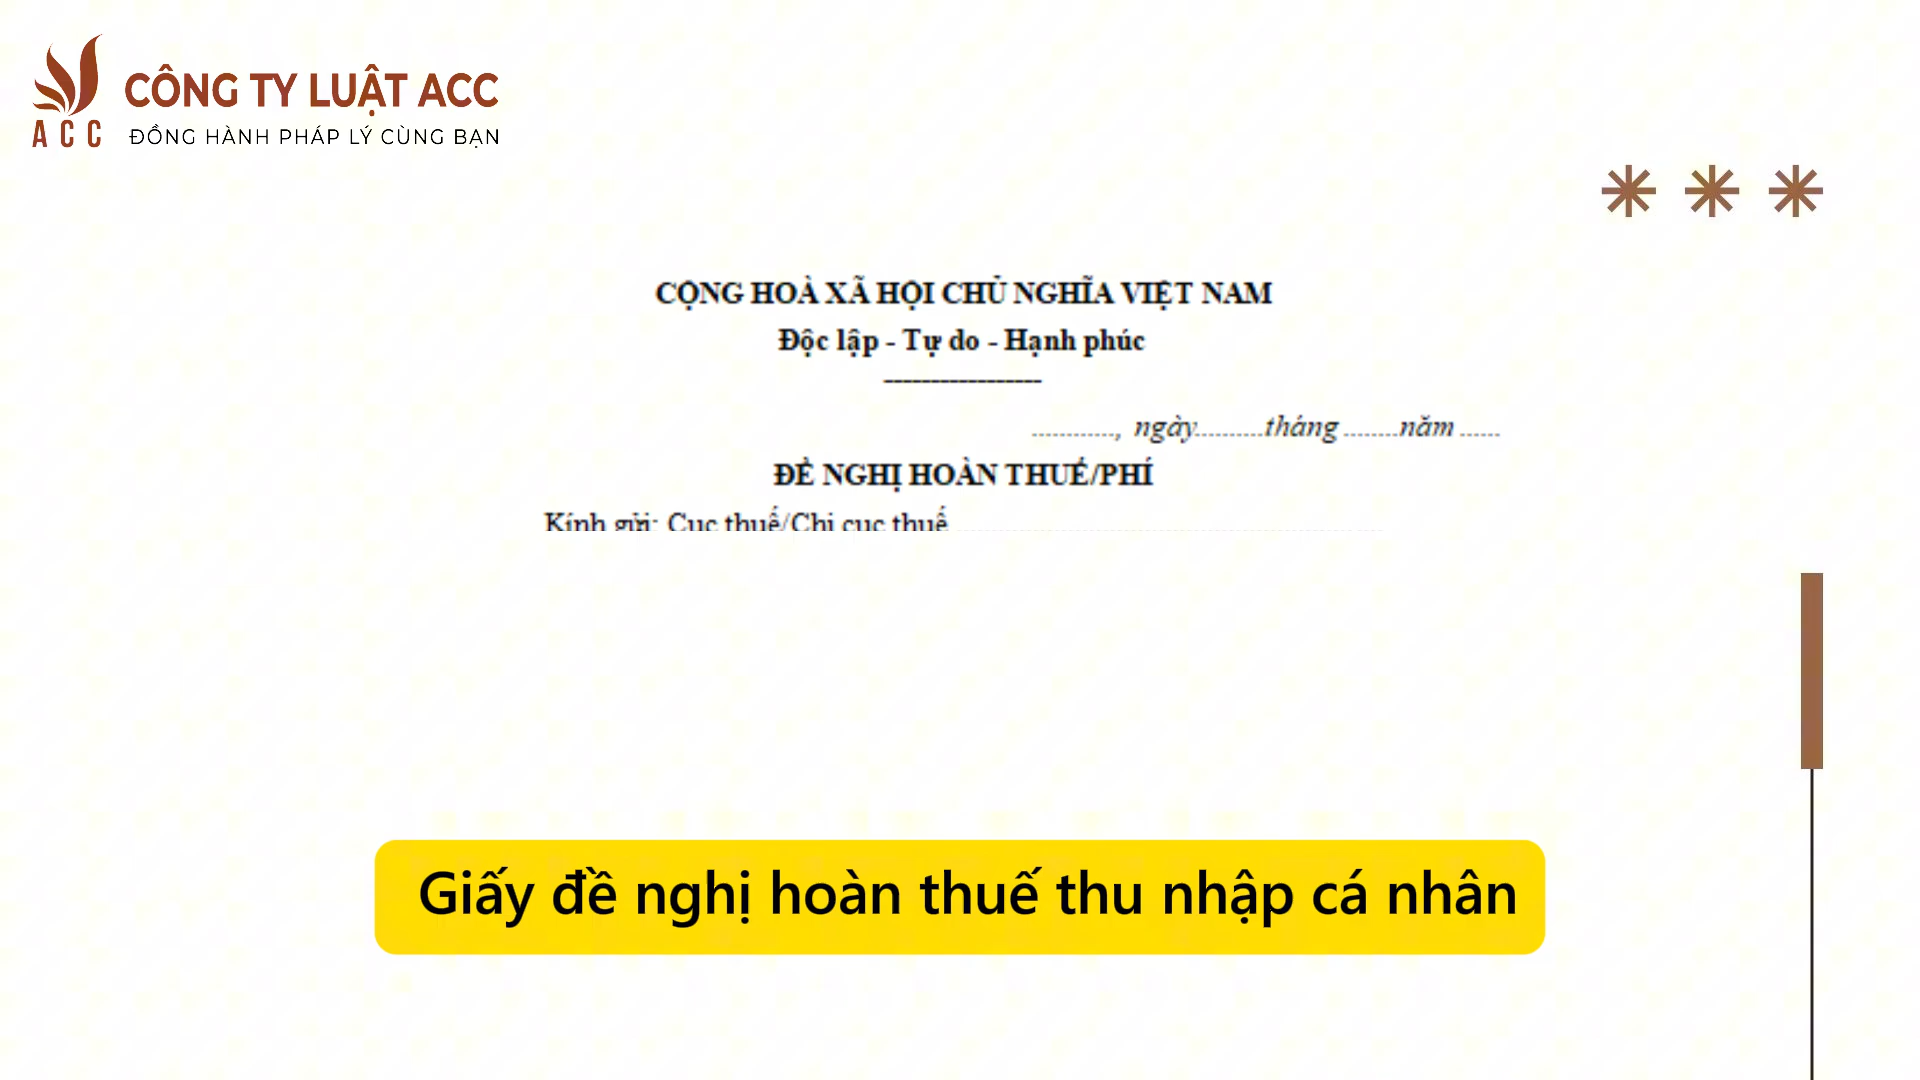 CÔNG TY LUẬT ACC
ACC
ĐỒNG HÀNH PHÁP LÝ CÙNG BẠN
CỘNG HOÀ XÃ HỘI CHỦ NGHĨA VIỆT NAM
Độc lập - Tự do - Hạnh phúc
-----------------
............, ngày..........tháng ........năm ......
ĐỀ NGHỊ HOÀN THUẾ/PHÍ
Kính gửi: Cục thuế/Chi cục thuế
Giấy đề nghị hoàn thuế thu nhập cá nhân